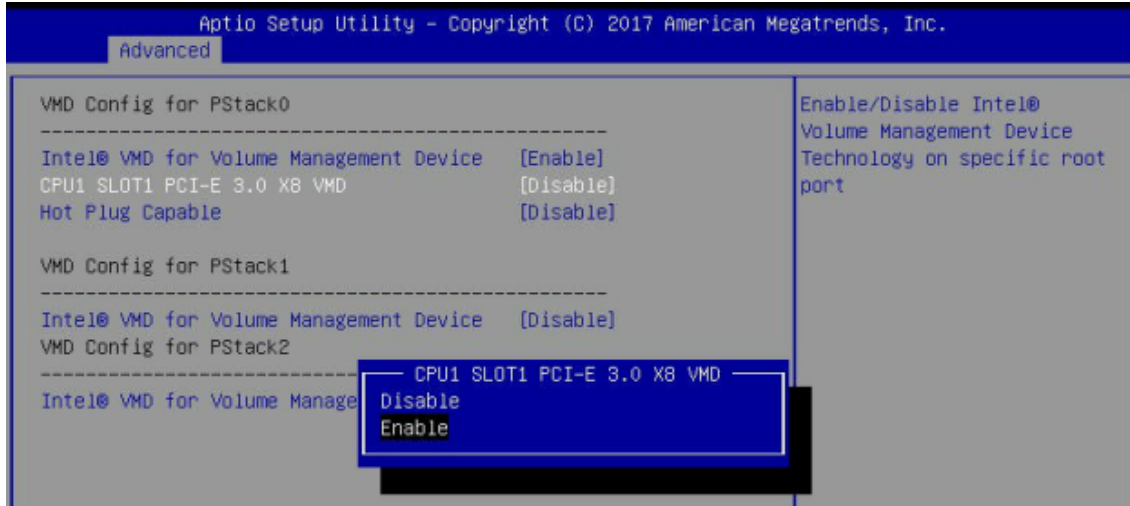 Aptio Setup Utility – Copyright (C) 2017 American Megatrends, Inc.
Advanced
VMD Config for PStack0
Intel® VMD for Volume Management Device [Enable]
CPU1 SLOT1 PCI-E 3.0 X8 VMD [Disable]
Hot Plug Capable [Disable]
VMD Config for PStack1
Intel® VMD for Volume Management Device [Disable]
VMD Config for PStack2
Intel® VMD for Volume Manage
CPU1 SLOT1 PCI-E 3.0 X8 VMD
Disable
Enable
Enable/Disable Intel®
Volume Management Device
Technology on specific root
port